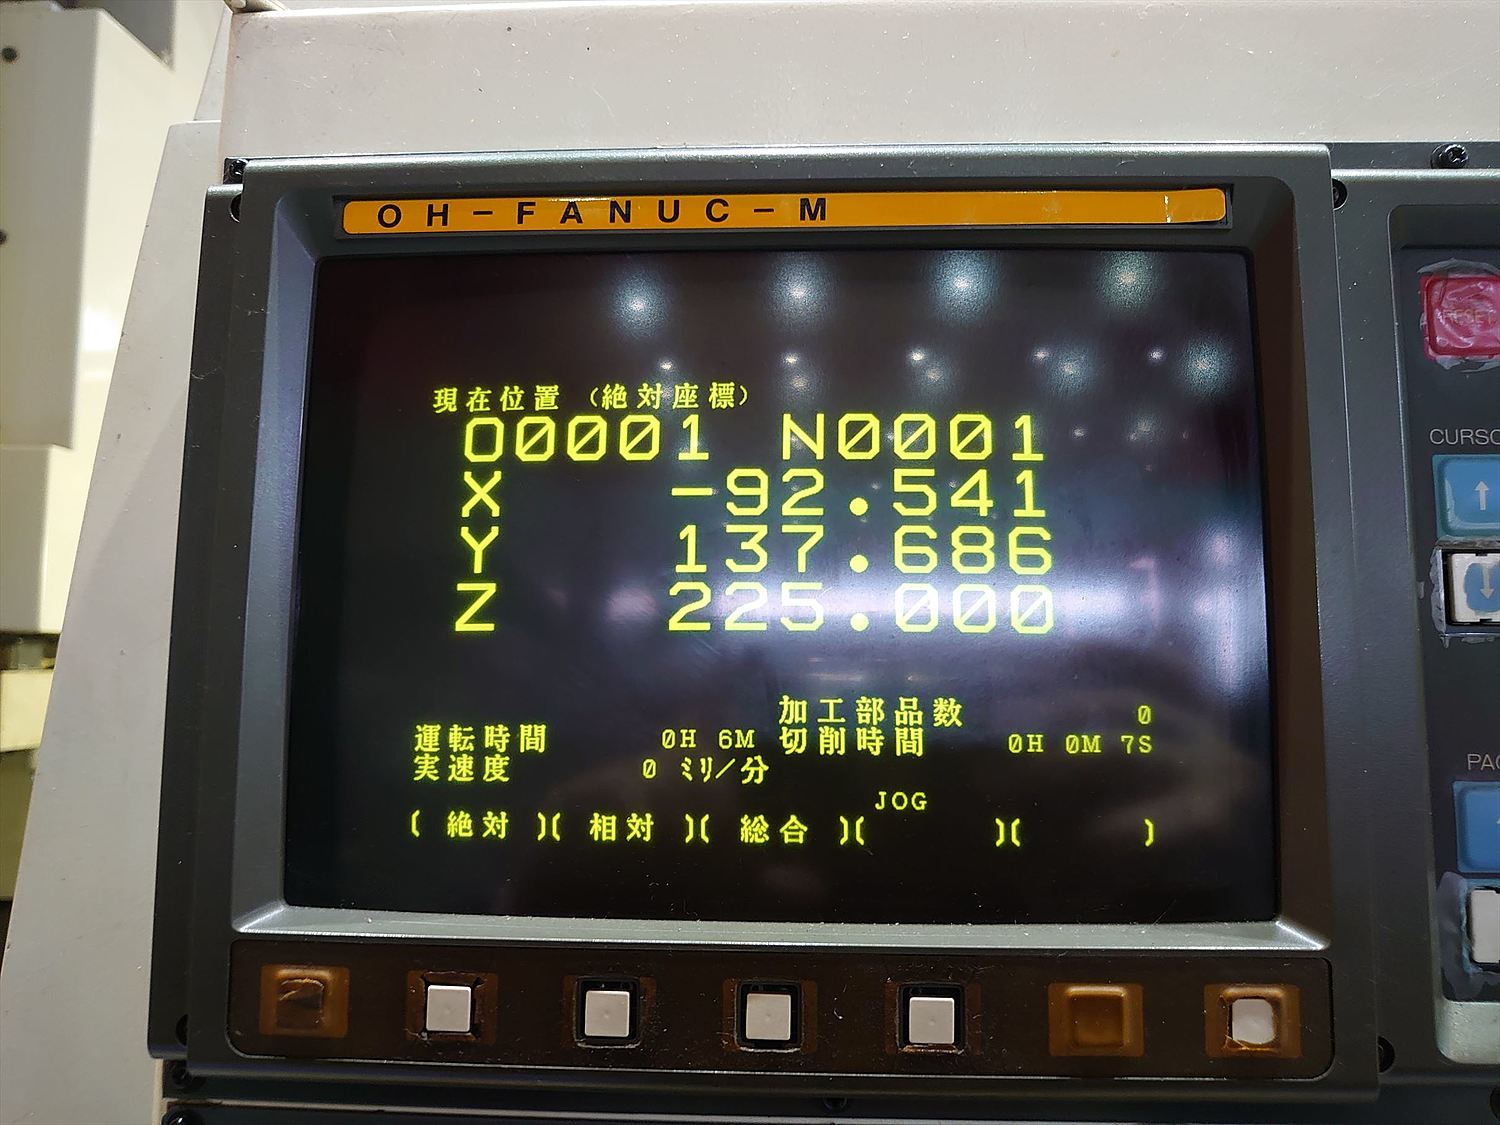 OH-FANUC-M
現在位置 (絶対座標)
O0001 N0001
X -92.541
Y 137.686
Z 225.000
加工部品数 0
運転時間 0H 6M 切削時間 0H 0M 7S
実速度 0 ミリ/分
JOG
[ 絶対 ][ 相対 ][ 総合 ][ ][ ]
RESET
CURSO
↑
↓
PAG